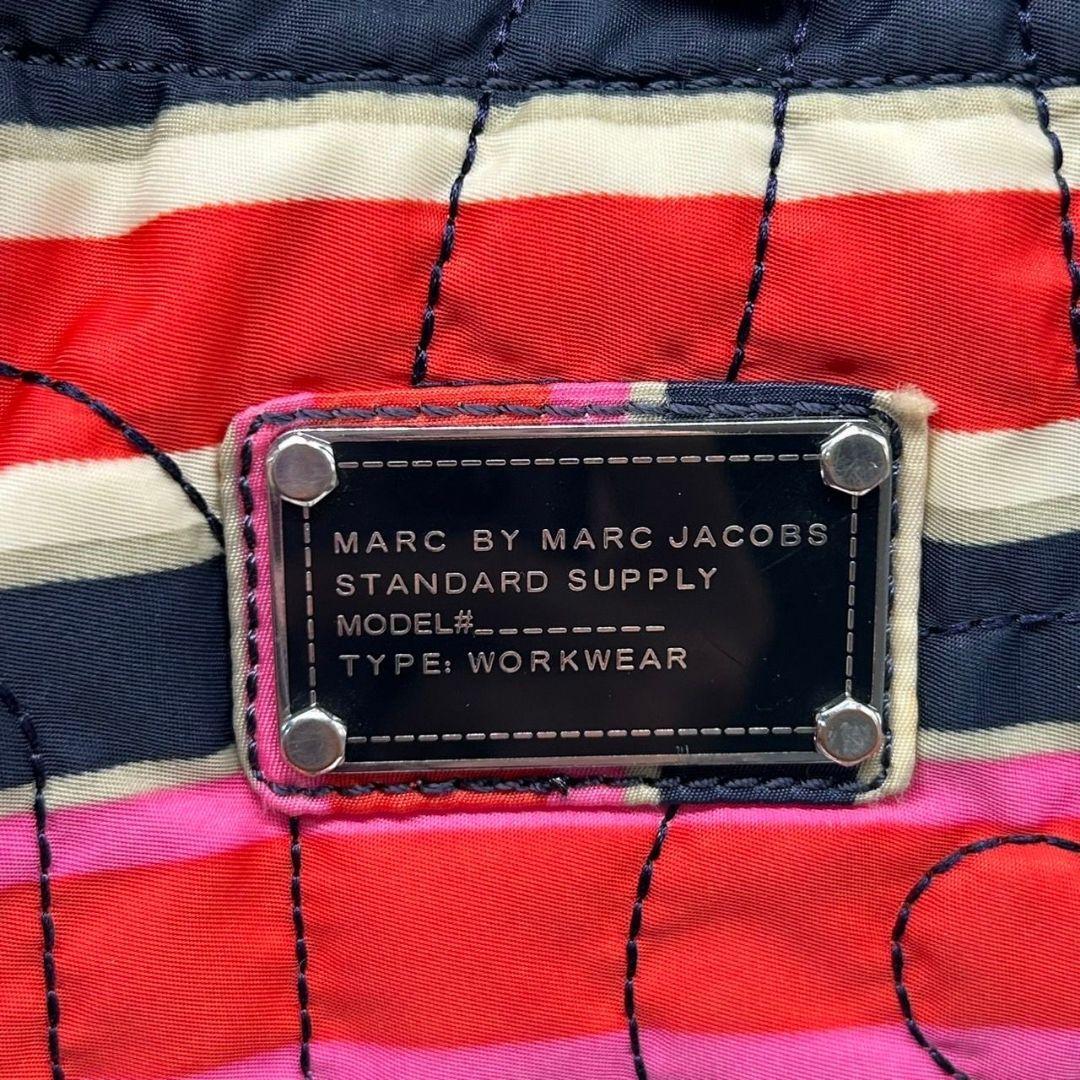 MARC BY MARC JACOBS
STANDARD SUPPLY
MODEL#________
TYPE: WORKWEAR